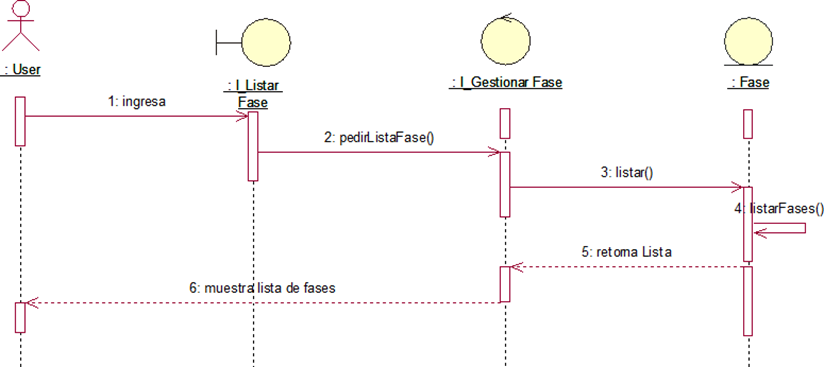 : User
: I_Listar
Fase
: I_Gestionar Fase
: Fase
1: ingresa
2: pedirListaFase()
3: listar()
4: listarFases()
5: retorna Lista
6: muestra lista de fases